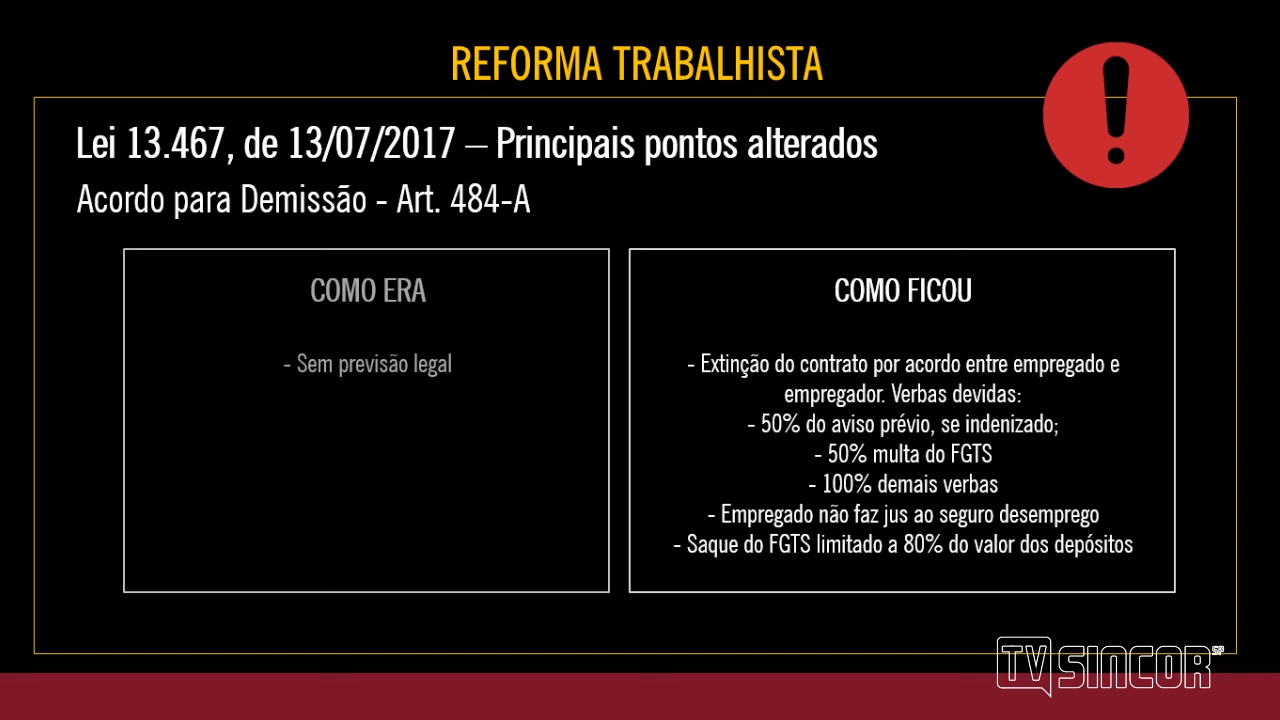 REFORMA TRABALHISTA
Lei 13.467, de 13/07/2017 – Principais pontos alterados
Acordo para Demissão - Art. 484-A
COMO ERA
- Sem previsão legal
COMO FICOU
- Extinção do contrato por acordo entre empregado e
empregador. Verbas devidas:
- 50% do aviso prévio, se indenizado;
- 50% multa do FGTS
- 100% demais verbas
- Empregado não faz jus ao seguro desemprego
- Saque do FGTS limitado a 80% do valor dos depósitos
TV SINCOR SP